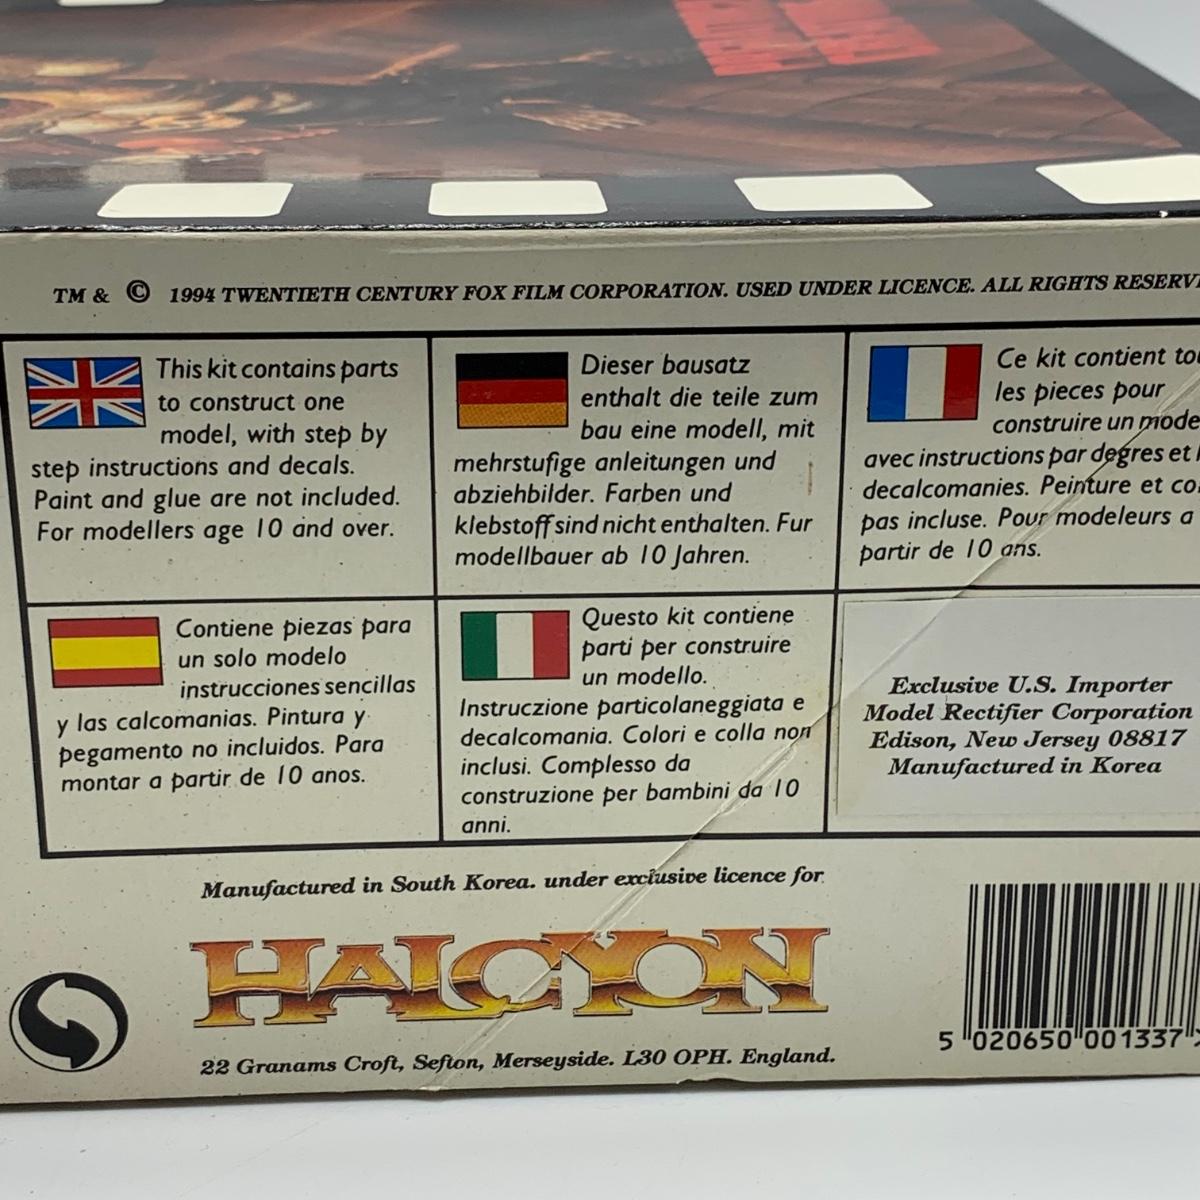 TM & © 1994 TWENTIETH CENTURY FOX FILM CORPORATION. USED UNDER LICENCE. ALL RIGHTS
This kit contains parts
to construct one
model, with step by
step instructions and decals.
Paint and glue are not included.
For modellers age 10 and over.
Dieser bausatz
enthalt die teile zum
bau eine modell, mit
mehrstufige anleitungen und
abziehbilder. Farben und
klebstoff sind nicht enthalten. Fur
modellbauer ab 10 Jahren.
Ce kit contient
les pieces pour
construire un
avec instructions par degres et
decalcomanies. Peinture et
pas incluse. Pour modeleurs a
partir de 10 ans.
Contiene piezas para
un solo modelo
instrucciones sencillas
y las calcomanias. Pintura y
pegamento no incluidos. Para
montar a partir de 10 anos.
Questo kit contiene
parti per construire
un modello.
Instruczione particolaneggiata e
decalcomania. Colori e colla non
inclusi. Complesso da
construzione per bambini da 10
anni.
Exclusive U.S. Importer
Model Rectifier Corporation
Edison, New Jersey 08817
Manufactured in Korea
Manufactured in South Korea. under exclusive licence for
HALCYON
22 Granams Croft, Sefton, Merseyside. L30 OPH. England.
5 020650 001337